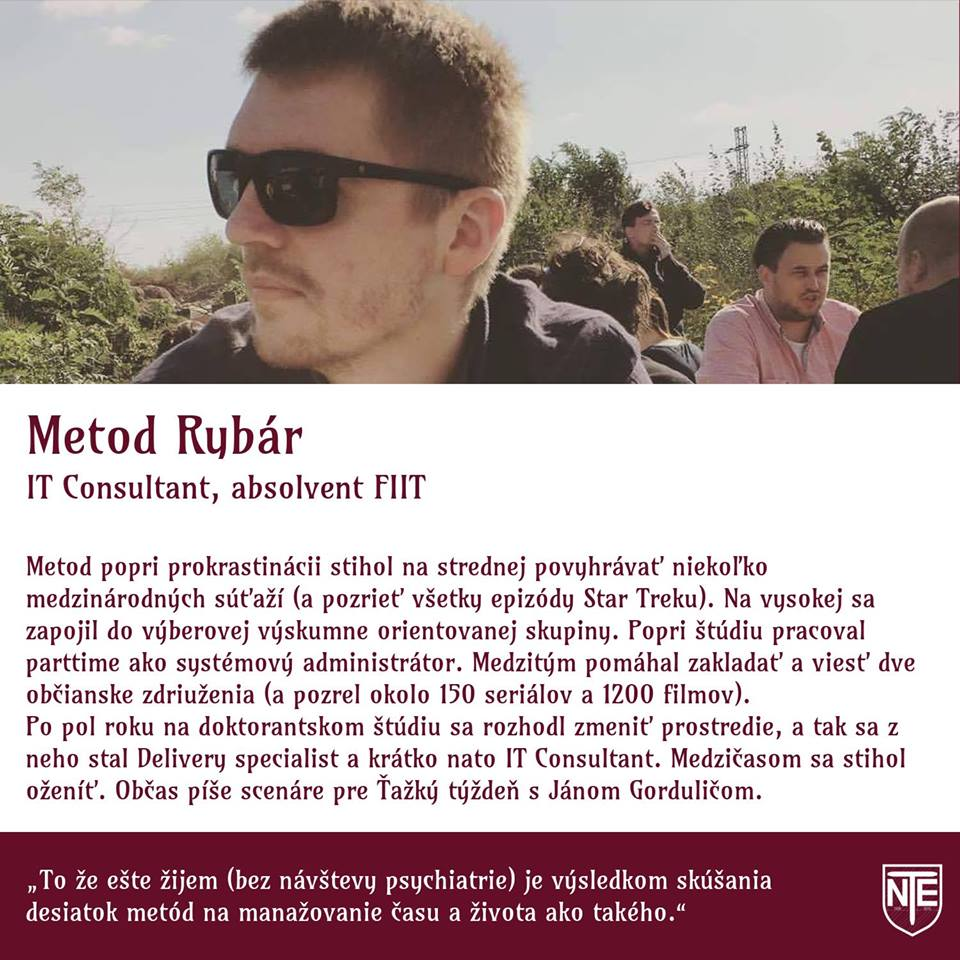 Metod Rybár
IT Consultant, absolvent FIIT
Metod popri prokrastinácii stihol na strednej povyhrávať niekoľko
medzinárodných súťaží (a pozrieť všetky epizódy Star Treku). Na vysokej sa
zapojil do výberovej výskumne orientovanej skupiny. Popri štúdiu pracoval
parttime ako systémový administrátor. Medzitým pomáhal zakladať a viesť dve
občianske zdriuženia (a pozrel okolo 150 seriálov a 1200 filmov).
Po pol roku na doktorantskom štúdiu sa rozhodl zmeniť prostredie, a tak sa z
neho stal Delivery specialist a krátko nato IT Consultant. Medzičasom sa stihol
oženíť. Občas píše scenáre pre Ťažký týždeň s Jánom Gorduličom.
„To že ešte žijem (bez návštevy psychiatrie) je výsledkom skúšania
desiatok metód na manažovanie času a života ako takého.“
NTE